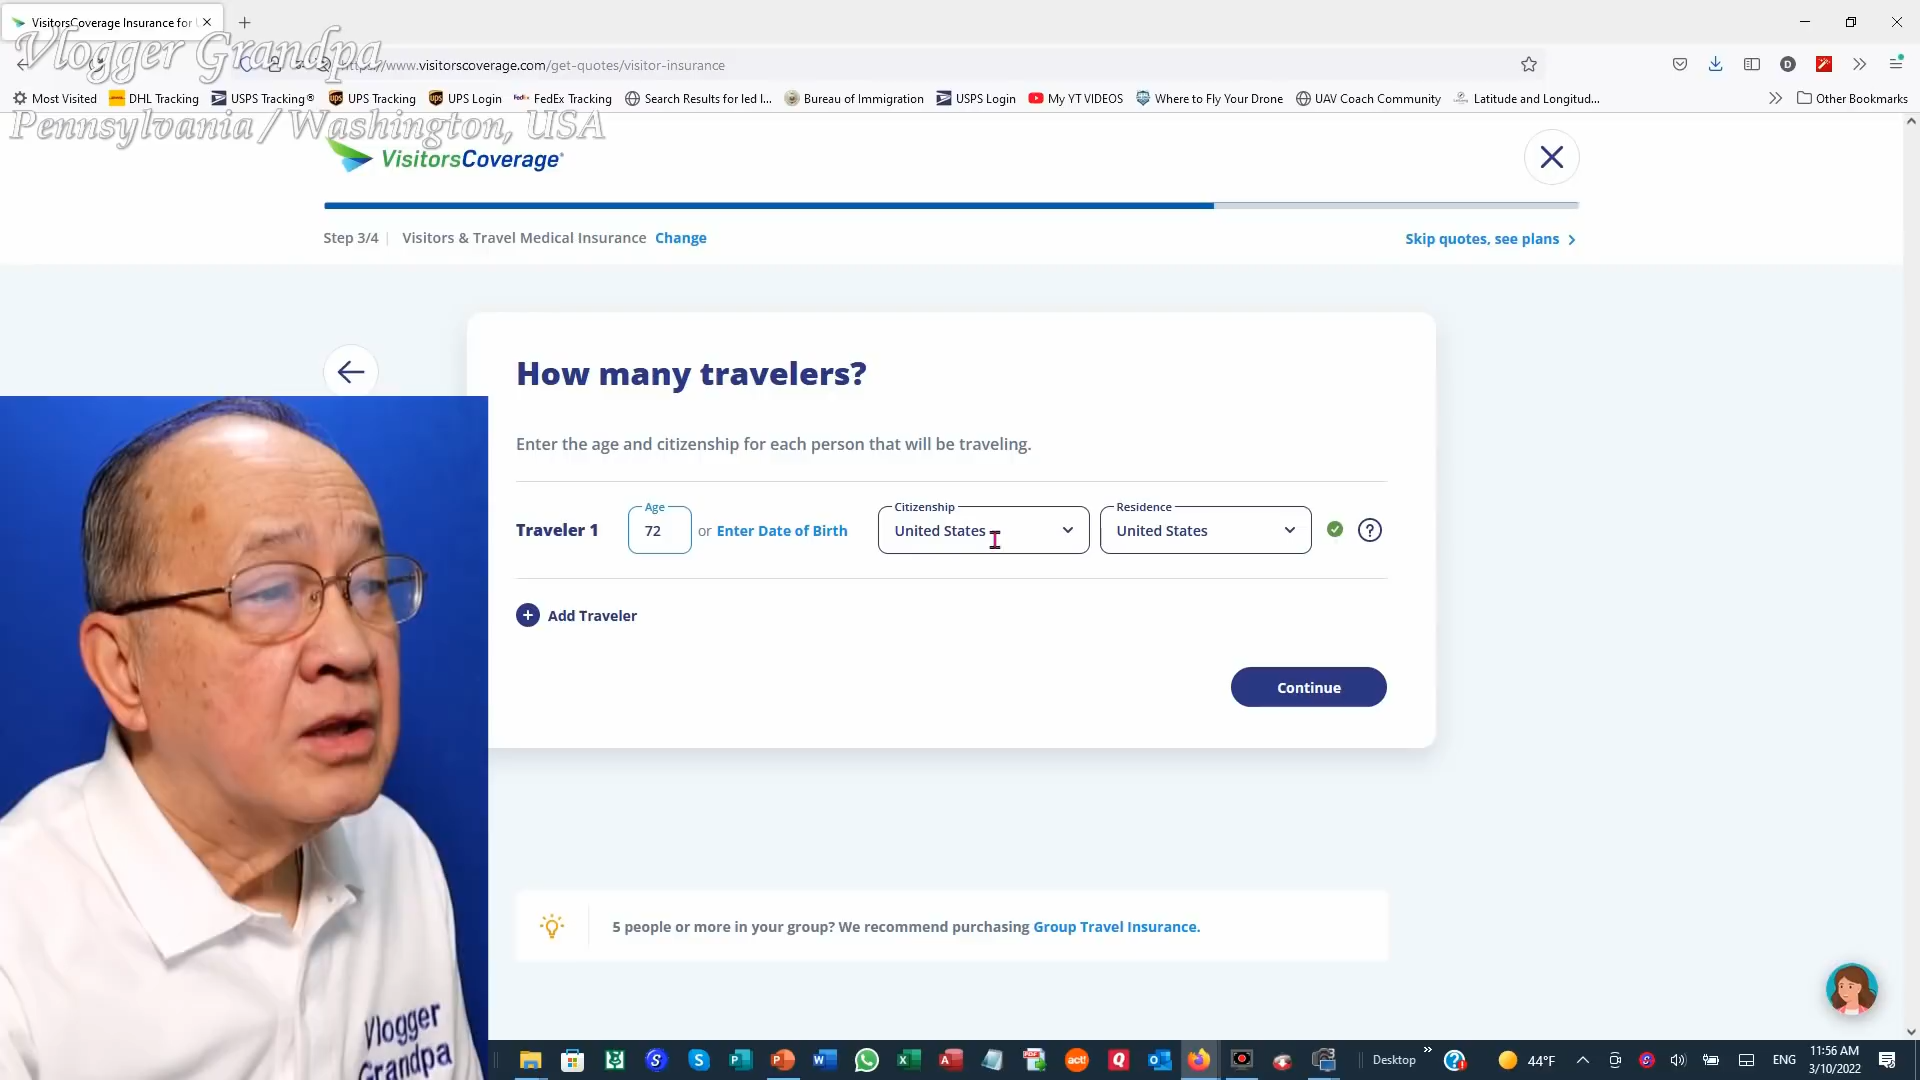 VisitorsCoverage Insurance for
Vlogger Grandpa
www.visitorscoverage.com/get-quotes/visitor-insurance
Most Visited
DHL Tracking
USPS Tracking®
UPS Tracking
UPS Login
FedEx Tracking
Search Results for led l...
Bureau of Immigration
USPS Login
My YT VIDEOS
Where to Fly Your Drone
UAV Coach Community
Latitude and Longitud...
Other Bookmarks
Pennsylvania / Washington, USA
VisitorsCoverage
Step 3/4 | Visitors & Travel Medical Insurance Change
Skip quotes, see plans
How many travelers?
Enter the age and citizenship for each person that will be traveling.
Age
Citizenship
Residence
Traveler 1
72
or Enter Date of Birth
United States
United States
?
Add Traveler
Continue
5 people or more in your group? We recommend purchasing Group Travel Insurance.
Vlogger
Grandpa
Desktop
44°F
ENG
11:56 AM
3/10/2022